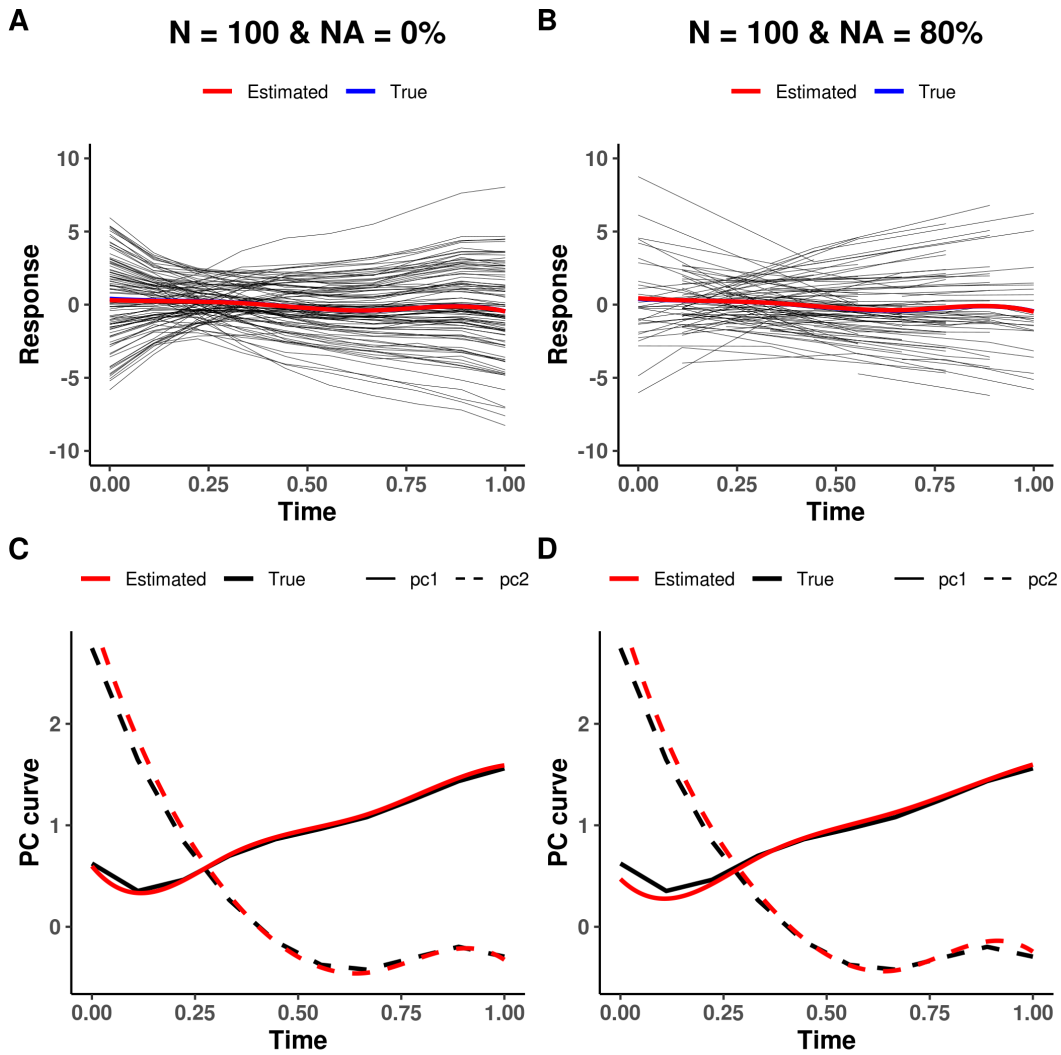 A
N = 100 & NA = 0%
Estimated True
10
5
0
-5
-10
Response
0.00 0.25 0.50 0.75 1.00
Time
B
N = 100 & NA = 80%
Estimated True
10
5
0
-5
-10
Response
0.00 0.25 0.50 0.75 1.00
Time
C
Estimated True pc1 pc2
2
1
0
PC curve
0.00 0.25 0.50 0.75 1.00
Time
D
Estimated True pc1 pc2
2
1
0
PC curve
0.00 0.25 0.50 0.75 1.00
Time